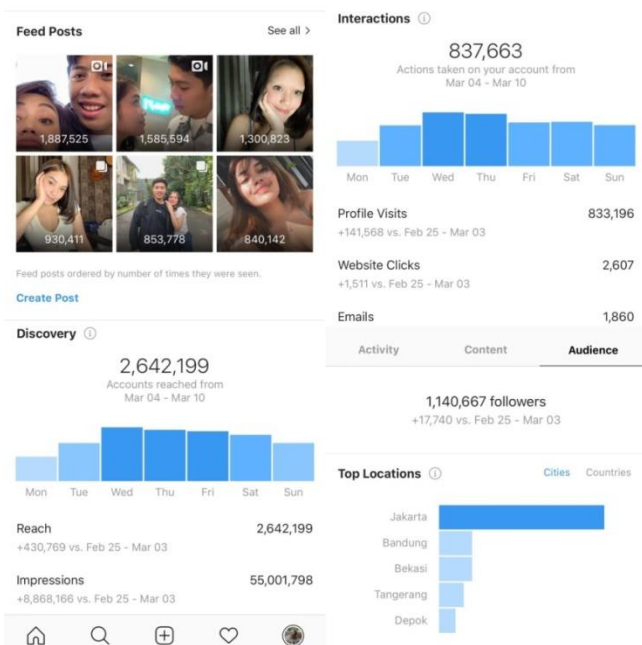 Feed Posts
See all >
1,887,525
1,585,594
1,300,823
930,411
853,778
840,142
Feed posts ordered by number of times they were seen.
Create Post
Discovery
2,642,199
Accounts reached from
Mar 04 - Mar 10
Mon Tue Wed Thu Fri Sat Sun
Reach 2,642,199
+430,769 vs. Feb 25 - Mar 03
Impressions 55,001,798
+8,868,166 vs. Feb 25 - Mar 03
Interactions
837,663
Actions taken on your account from
Mar 04 - Mar 10
Mon Tue Wed Thu Fri Sat Sun
Profile Visits 833,196
+141,568 vs. Feb 25 - Mar 03
Website Clicks 2,607
+1,511 vs. Feb 25 - Mar 03
Emails 1,860
Activity Content Audience
1,140,667 followers
+17,740 vs. Feb 25 - Mar 03
Top Locations
Cities Countries
Jakarta
Bandung
Bekasi
Tangerang
Depok